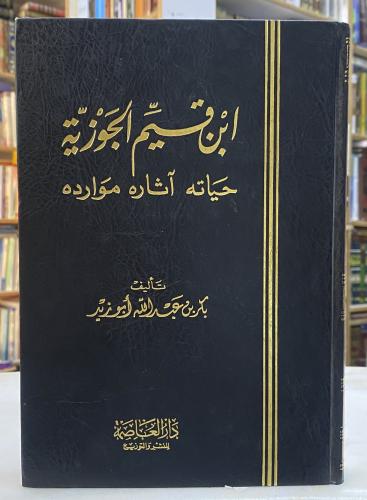 ابن قيم الجوزية
حياته آثاره موارده
تأليف
بكر بن عبد الله أبو زيد
دار العاصمة
للنشر والتوزيع